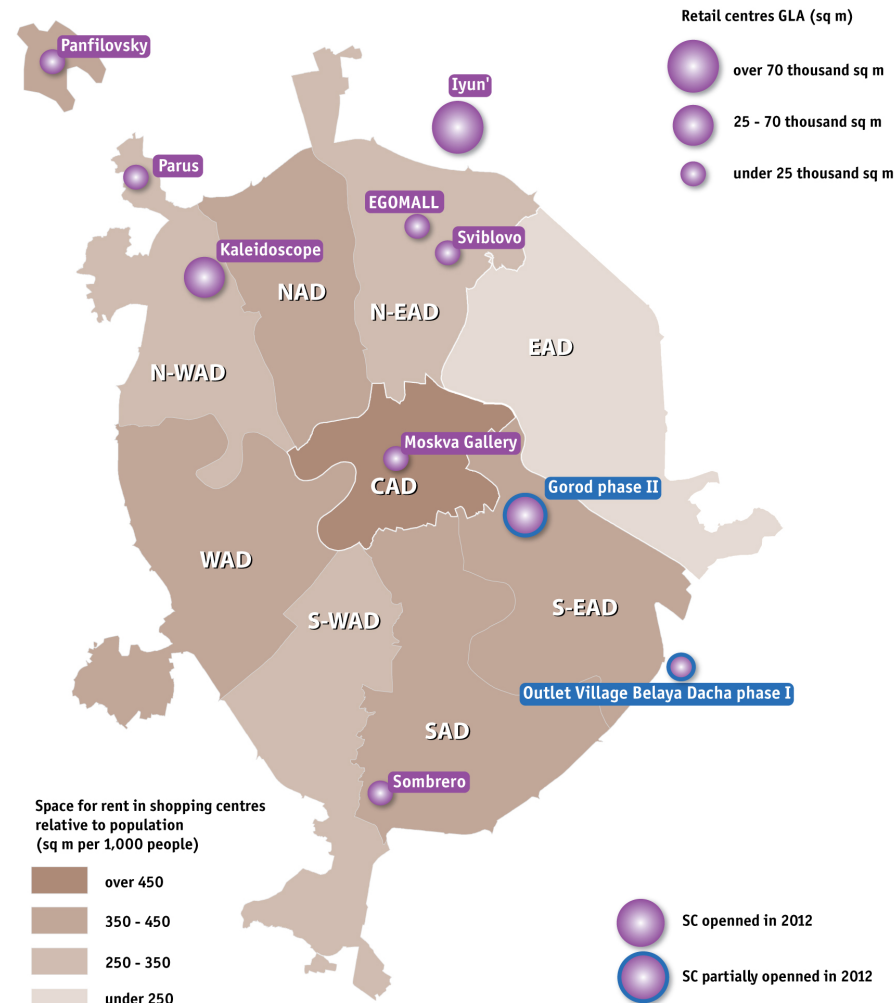 Retail centres GLA (sq m)
over 70 thousand sq m
25 - 70 thousand sq m
under 25 thousand sq m
Panfilovsky
Iyun'
Parus
EGOMALL
Sviblovo
Kaleidoscope
NAD
N-EAD
EAD
N-WAD
Moskva Gallery
CAD
Gorod phase II
WAD
S-EAD
S-WAD
Outlet Village Belaya Dacha phase I
SAD
Sombrero
Space for rent in shopping centres
relative to population
(sq m per 1,000 people)
over 450
350 - 450
250 - 350
under 250
SC openned in 2012
SC partially openned in 2012